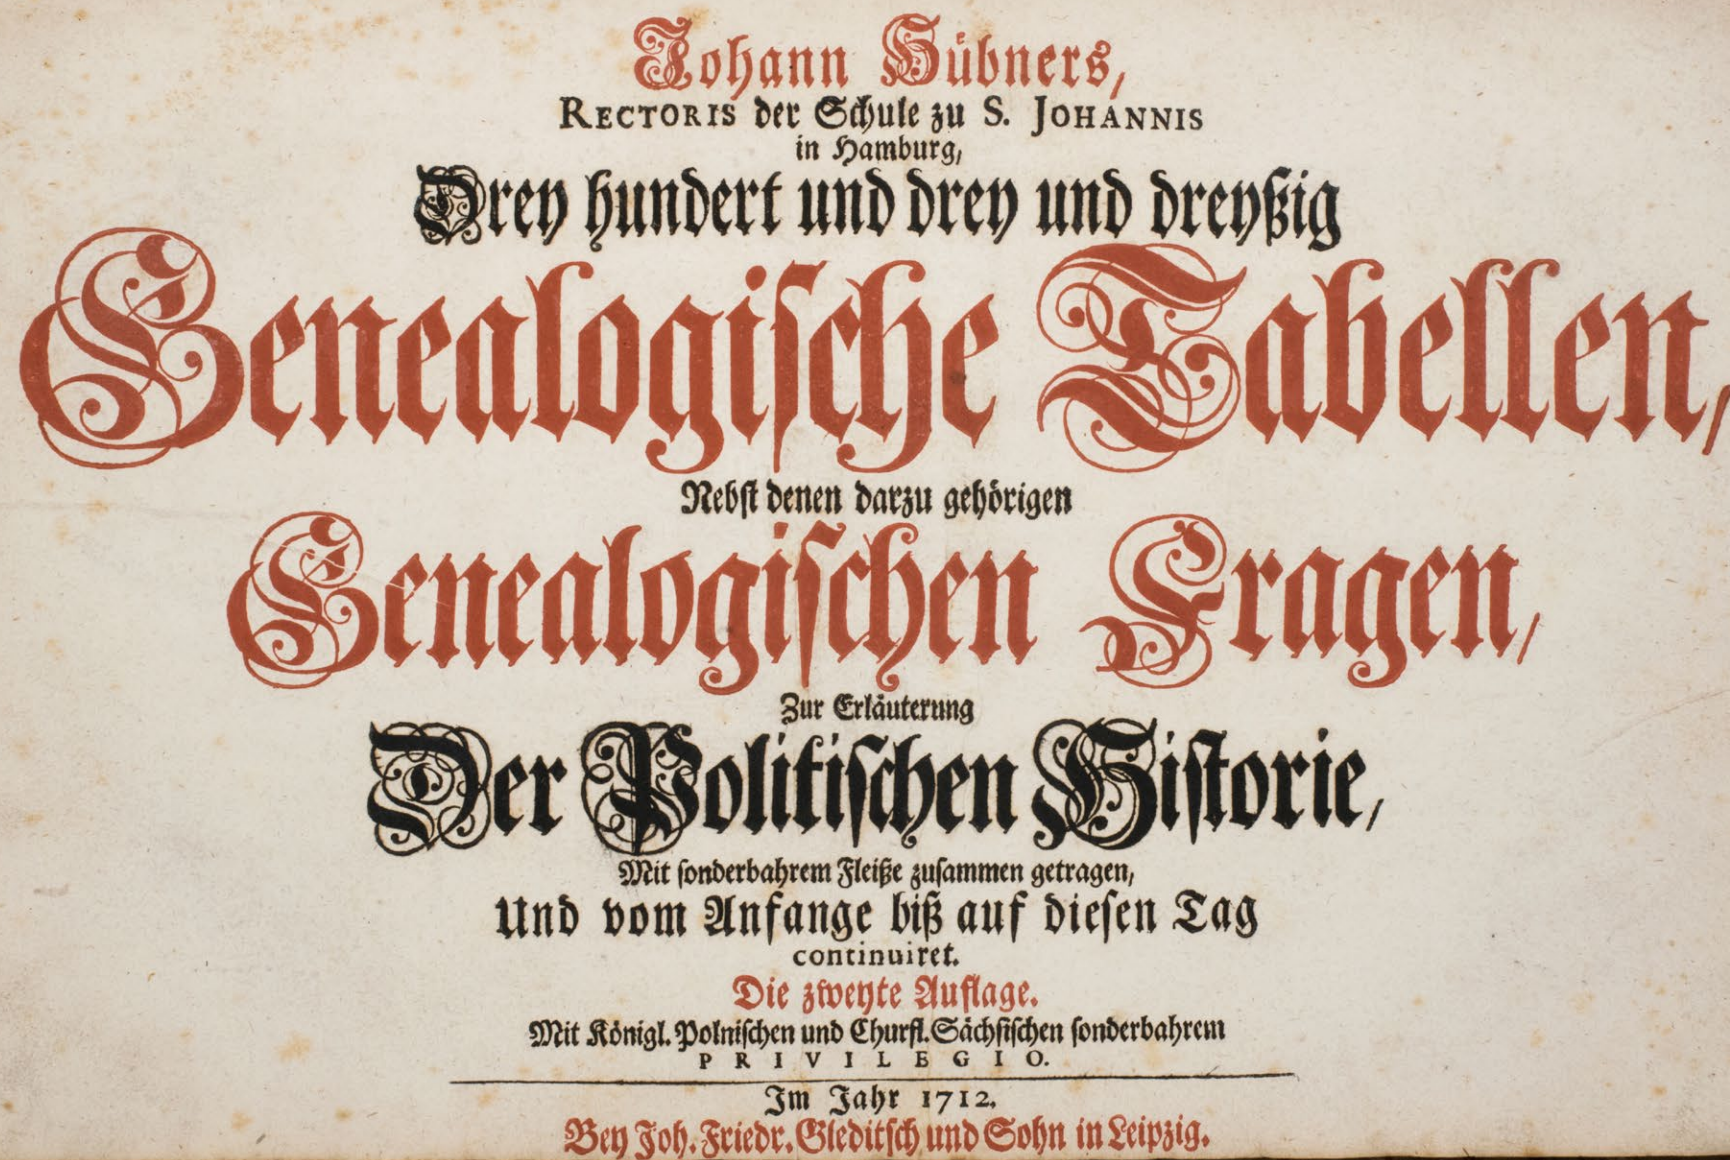 Johann Hübners,
RECTORIS der Schule zu S. JOHANNIS
in Hamburg,
Drey hundert und drey und dreyßig
Genealogische Tabellen,
Nebst denen darzu gehörigen
Genealogischen Fragen,
Zur Erläuterung
Der Politischen Historie,
Mit sonderbahrem Fleiße zusammen getragen,
Und vom Anfange biß auf diesen Tag
continuiret.
Die zweyte Auflage.
Mit Königl. Polnischen und Churfl. Sächsischen sonderbahrem
PRIVILEGIO.
Im Jahr 1712.
Bey Joh. Friedr. Gleditsch und Sohn in Leipzig.